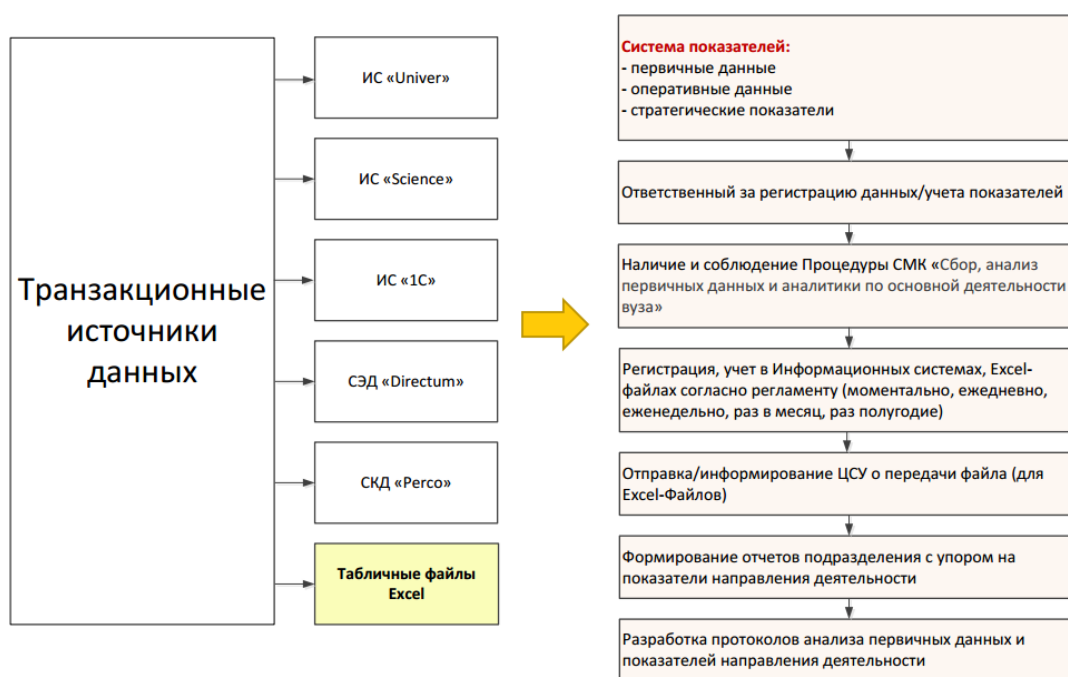 Транзакционные
источники
данных
ИС «Univer»
ИС «Science»
ИС «1С»
СЭД «Directum»
СКД «Perco»
Табличные файлы
Excel
Система показателей:
- первичные данные
- оперативные данные
- стратегические показатели
Ответственный за регистрацию данных/учета показателей
Наличие и соблюдение Процедуры СМК «Сбор, анализ
первичных данных и аналитики по основной деятельности
вуза»
Регистрация, учет в Информационных системах, Excel-
файлах согласно регламенту (моментально, ежедневно,
еженедельно, раз в месяц, раз полугодие)
Отправка/информирование ЦСУ о передачи файла (для
Excel-Файлов)
Формирование отчетов подразделения с упором на
показатели направления деятельности
Разработка протоколов анализа первичных данных и
показателей направления деятельности